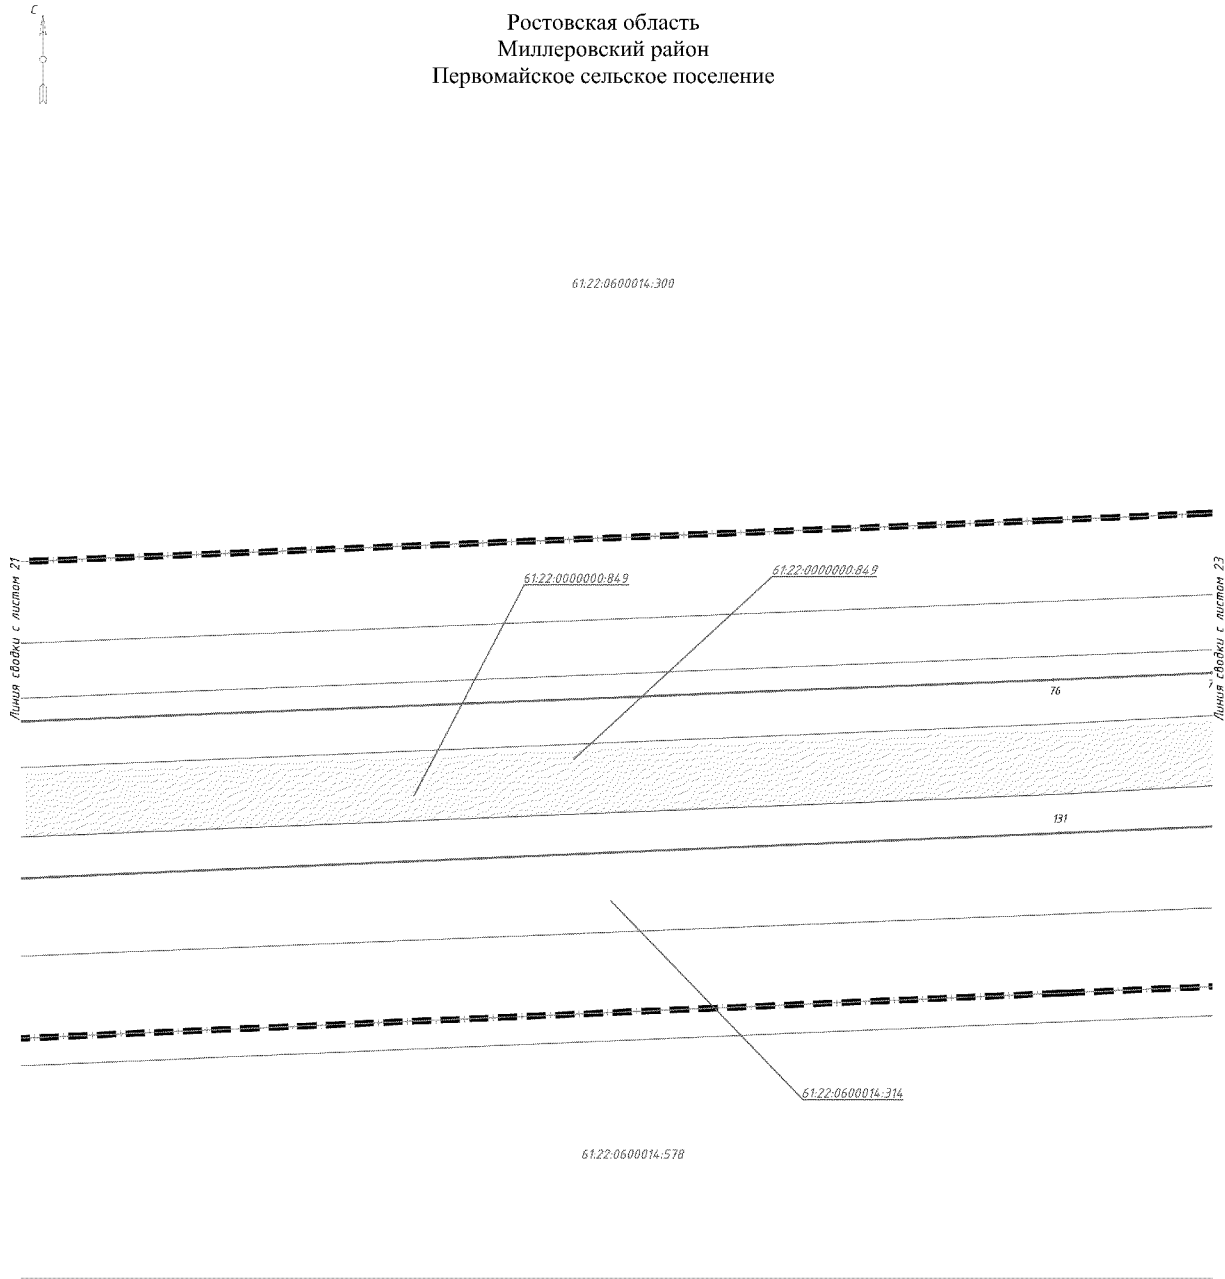 С
Ростовская область
Миллеровский район
Первомайское сельское поселение
61:22:0600014:300
Линия сводки с листом 21
61:22:0000000:849
61:22:0000000:849
Линия сводки с листом 23
76
131
61:22:0600014:314
61:22:0600014:578